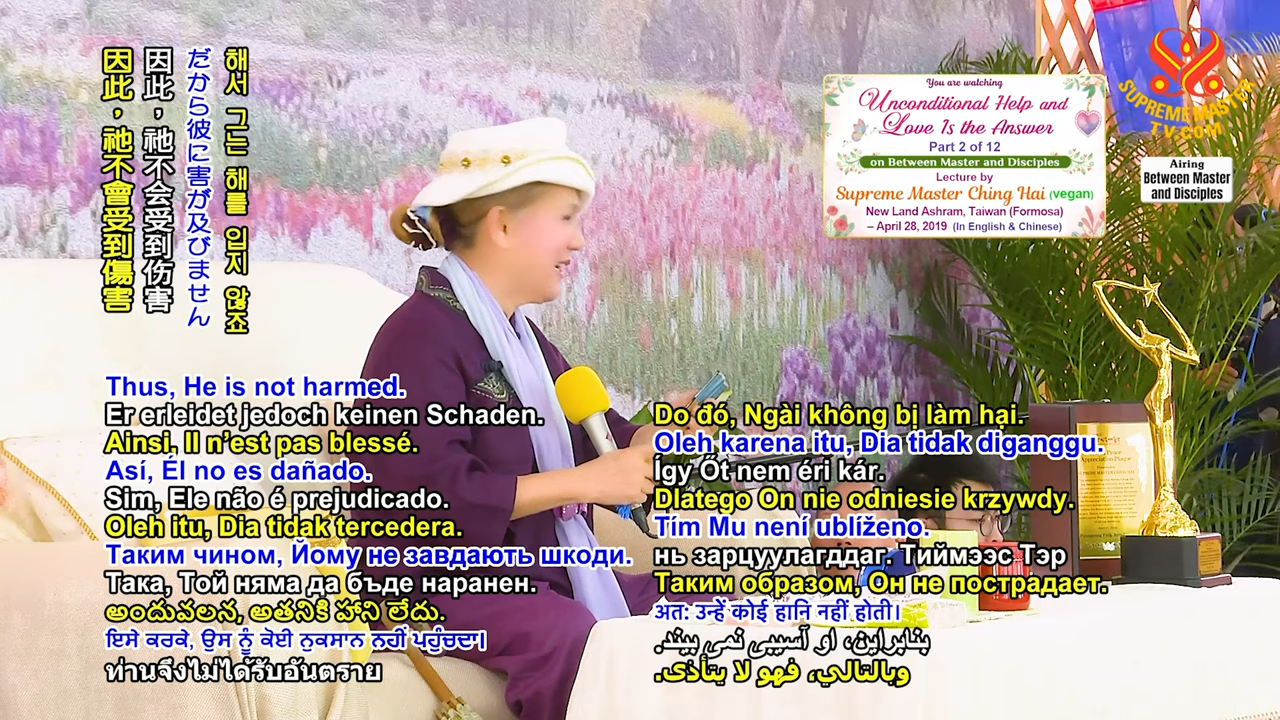 해서 그는 해를 입지 않죠
だから彼に害が及びません
因此，祂不会受到伤害
因此，祂不會受到傷害
You are watching
Unconditional Help and
Love Is the Answer
Part 2 of 12
on Between Master and Disciples
Lecture by
Supreme Master Ching Hai (vegan)
New Land Ashram, Taiwan (Formosa)
– April 28, 2019 (In English & Chinese)
SUPREME MASTER
TV.COM
Airing
Between Master
and Disciples
Thus, He is not harmed.
Er erleidet jedoch keinen Schaden.
Ainsi, Il n'est pas blessé.
Así, Él no es dañado.
Sim, Ele não é prejudicado.
Oleh itu, Dia tidak tercedera.
Таким чином, Йому не завдають шкоди.
Така, Той няма да бъде наранен.
అందువలన, అతనికి హాని లేదు.
ਇਸੇ ਕਰਕੇ, ਉਸ ਨੂੰ ਕੋਈ ਨੁਕਸਾਨ ਨਹੀਂ ਪਹੁੰਚਦਾ।
ท่านจึงไม่ได้รับอันตราย
Do đó, Ngài không bị làm hại.
Oleh karena itu, Dia tidak diganggu.
Így Őt nem éri kár.
Dlatego On nie odniesie krzywdy.
Tím Mu není ublíženo.
нь зарцуулагддаг. Тиймээс Тэр
Таким образом, Он не пострадает.
अत: उन्हें कोई हानि नहीं होती।
بنابراین، او آسیبی نمی بیند.
وبالتالي، فهو لا يتأذى.
Peace
Appreciation Plaque